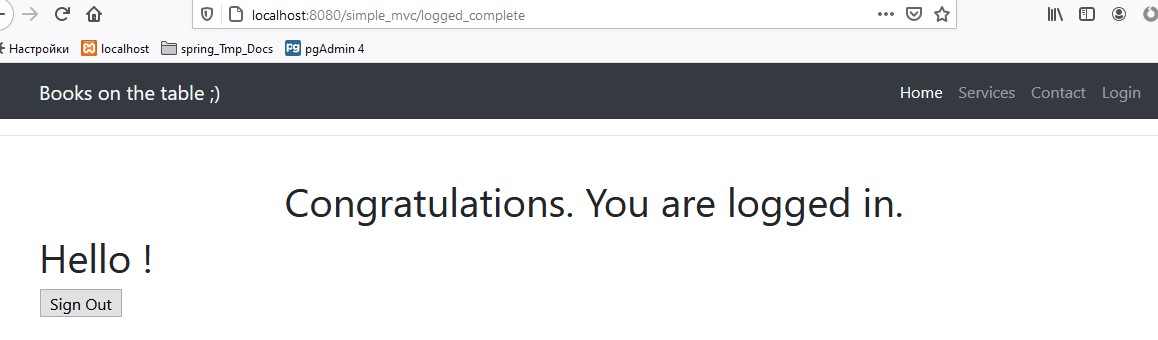 localhost:8080/simple_mvc/logged_complete
Настройки localhost spring_Tmp_Docs pgAdmin 4
Books on the table ;) Home Services Contact Login
Congratulations. You are logged in.
Hello !
Sign Out